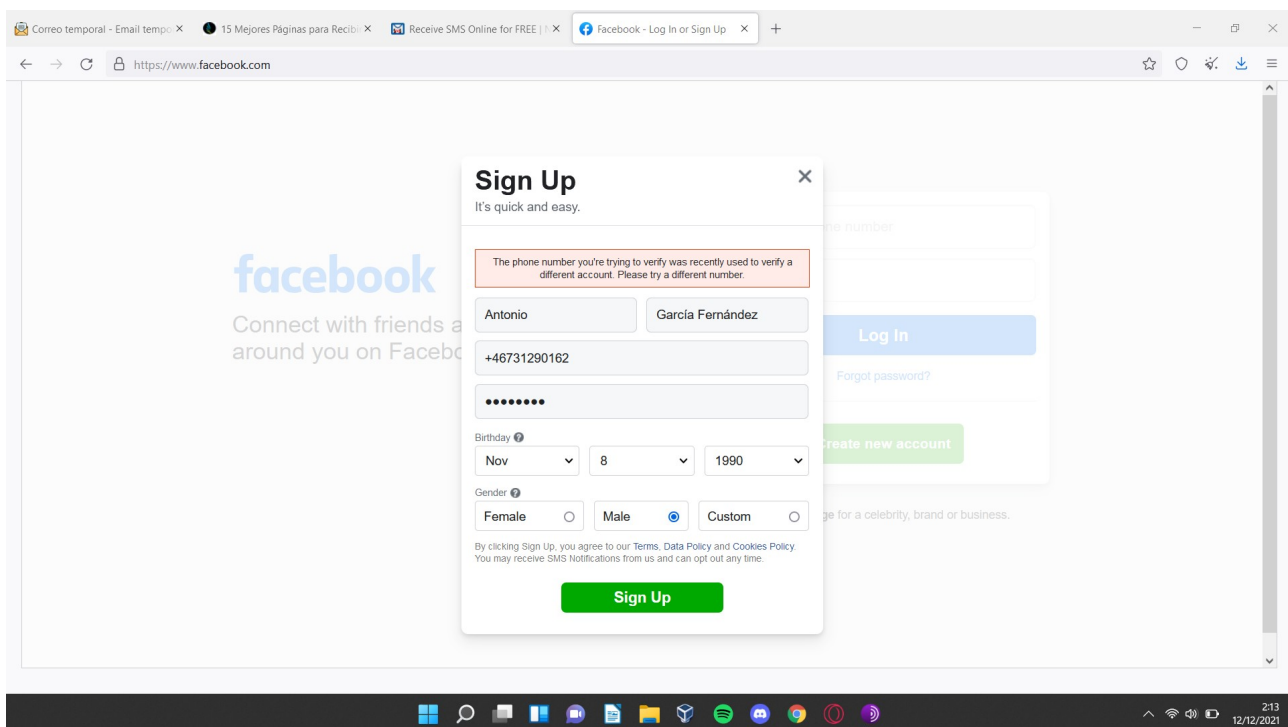 Correo temporal - Email tempo
15 Mejores Páginas para Recibi
Receive SMS Online for FREE | N
Facebook - Log In or Sign Up
https://www.facebook.com
Sign Up
It's quick and easy.
The phone number you're trying to verify was recently used to verify a
different account. Please try a different number.
Antonio
García Fernández
+46731290162
••••••••
Birthday
Nov
8
1990
Gender
Female
Male
Custom
By clicking Sign Up, you agree to our Terms, Data Policy and Cookies Policy.
You may receive SMS Notifications from us and can opt out any time.
Sign Up
facebook
Connect with friends a
around you on Facebo
ne number
Log In
Forgot password?
Create new account
ge for a celebrity, brand or business.
2:13
12/12/2021